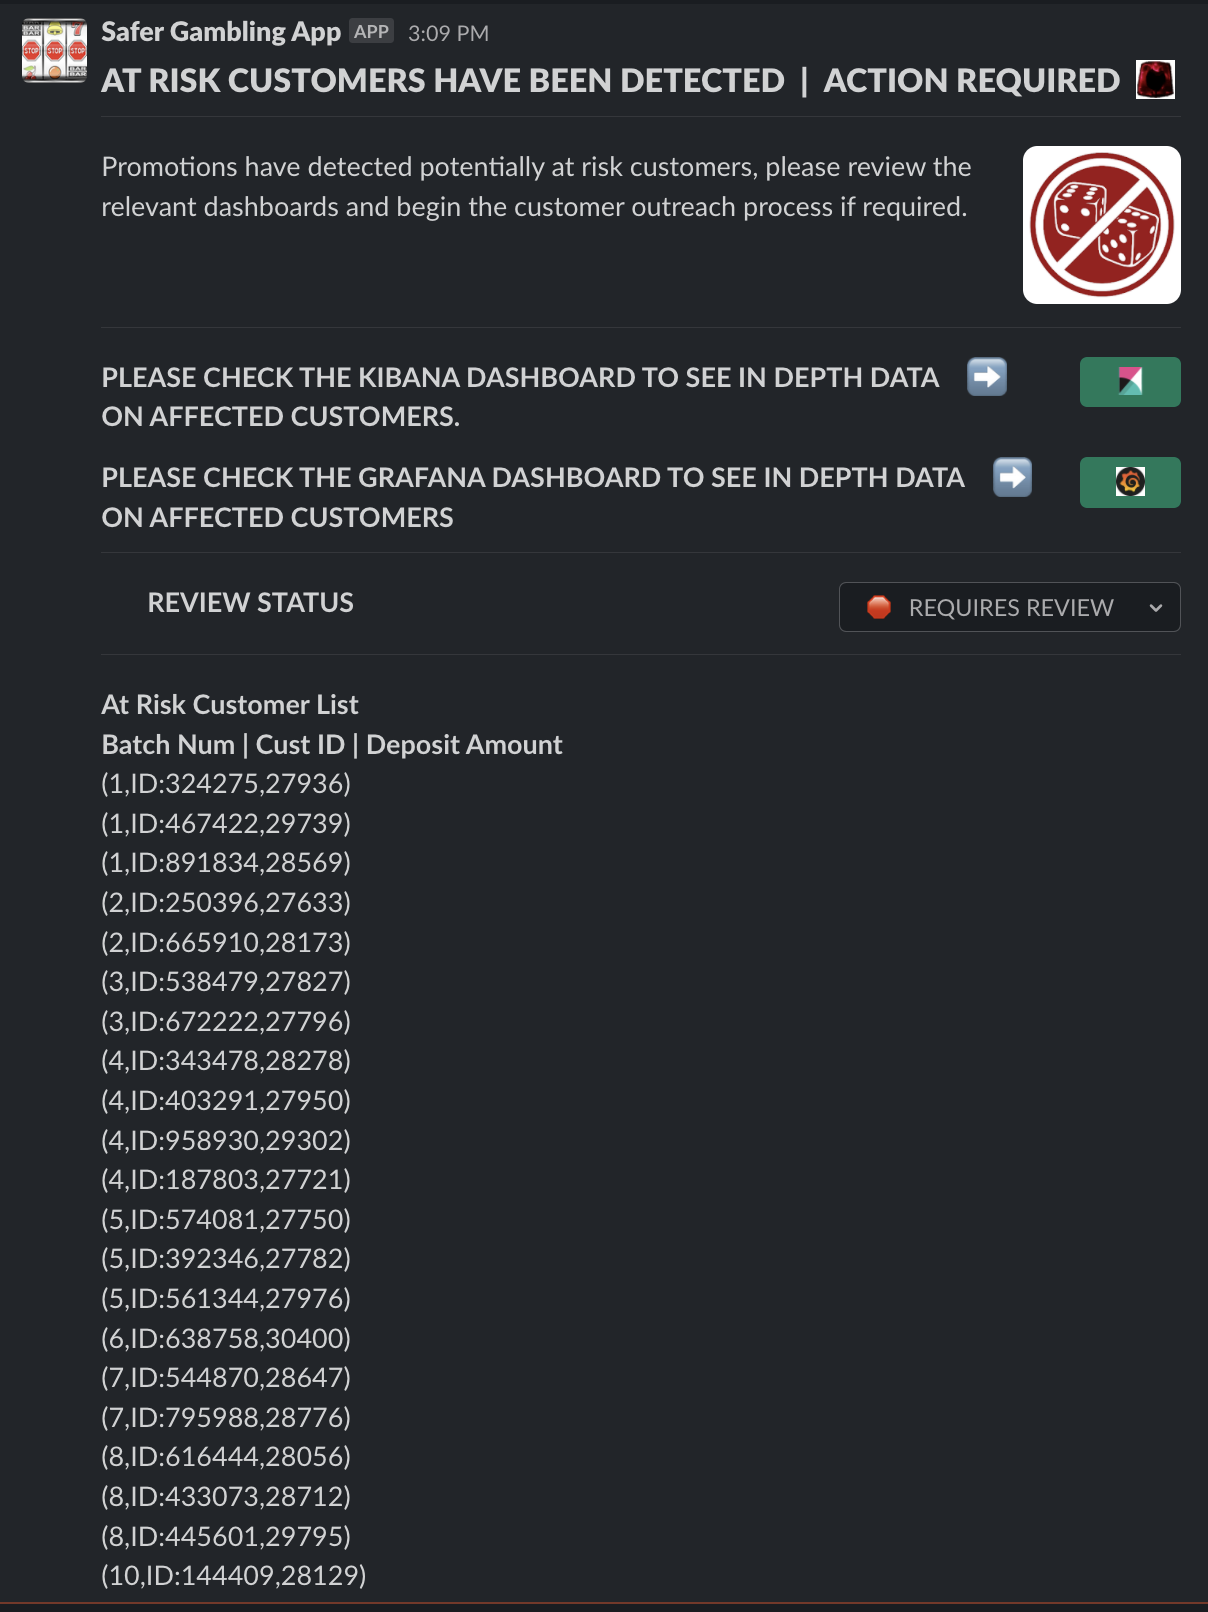 Safer Gambling App APP 3:09 PM
AT RISK CUSTOMERS HAVE BEEN DETECTED | ACTION REQUIRED
Promotions have detected potentially at risk customers, please review the
relevant dashboards and begin the customer outreach process if required.
PLEASE CHECK THE KIBANA DASHBOARD TO SEE IN DEPTH DATA
ON AFFECTED CUSTOMERS.
PLEASE CHECK THE GRAFANA DASHBOARD TO SEE IN DEPTH DATA
ON AFFECTED CUSTOMERS
REVIEW STATUS
REQUIRES REVIEW
At Risk Customer List
Batch Num | Cust ID | Deposit Amount
(1,ID:324275,27936)
(1,ID:467422,29739)
(1,ID:891834,28569)
(2,ID:250396,27633)
(2,ID:665910,28173)
(3,ID:538479,27827)
(3,ID:672222,27796)
(4,ID:343478,28278)
(4,ID:403291,27950)
(4,ID:958930,29302)
(4,ID:187803,27721)
(5,ID:574081,27750)
(5,ID:392346,27782)
(5,ID:561344,27976)
(6,ID:638758,30400)
(7,ID:544870,28647)
(7,ID:795988,28776)
(8,ID:616444,28056)
(8,ID:433073,28712)
(8,ID:445601,29795)
(10,ID:144409,28129)